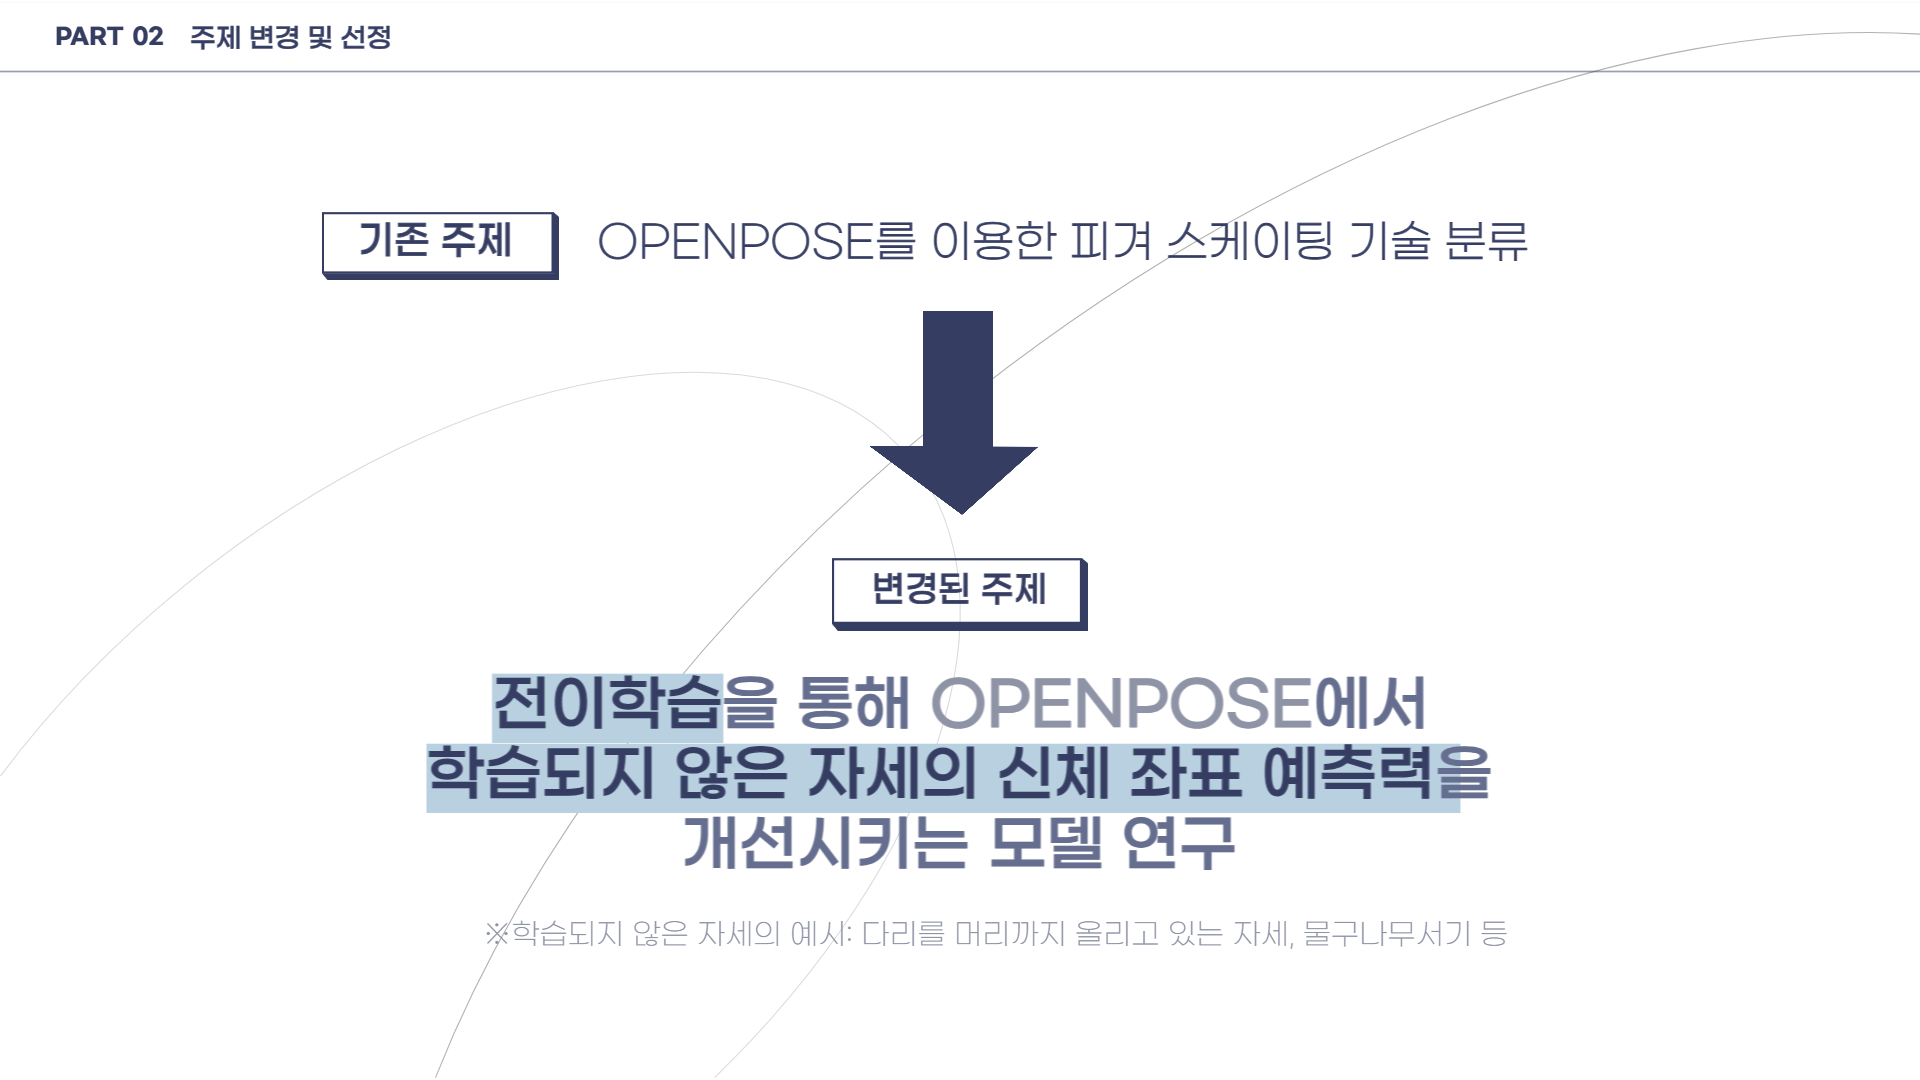 PART 02 주제 변경 및 선정
기존 주제 OPENPOSE를 이용한 피겨 스케이팅 기술 분류
변경된 주제
전이학습을 통해 OPENPOSE에서
학습되지 않은 자세의 신체 좌표 예측력을
개선시키는 모델 연구
※학습되지 않은 자세의 예시: 다리를 머리까지 올리고 있는 자세, 물구나무서기 등